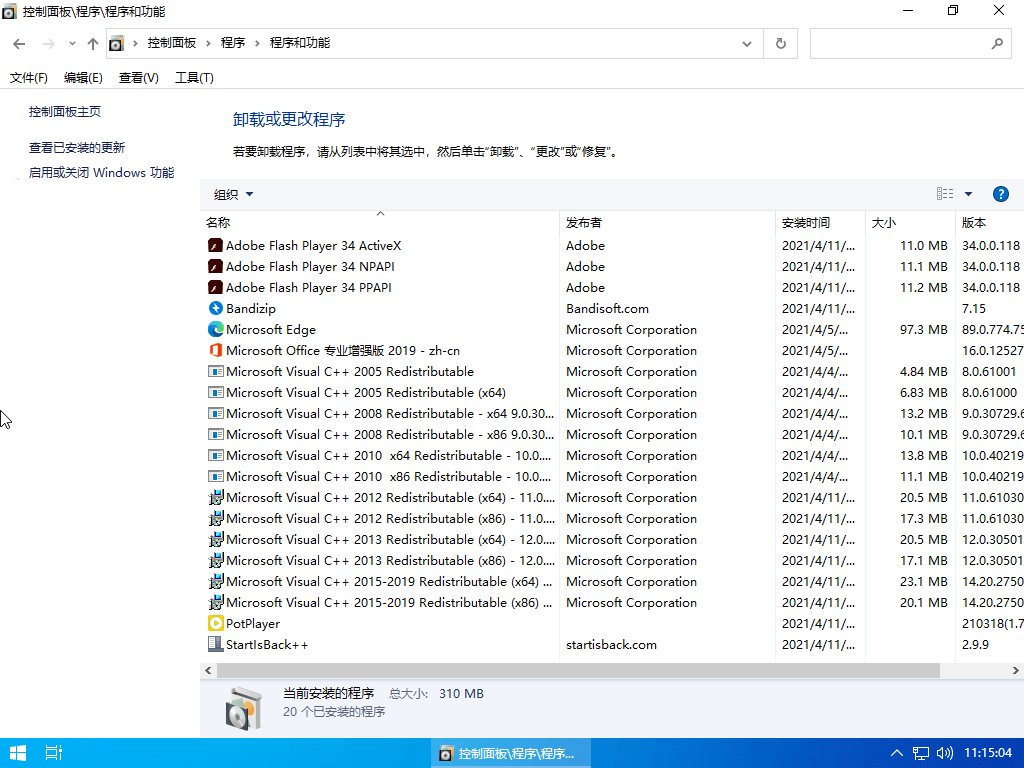 控制面板\程序\程序和功能
控制面板 程序 程序和功能
文件(F) 编辑(E) 查看(V) 工具(T)
控制面板主页
查看已安装的更新
启用或关闭 Windows 功能
卸载或更改程序
若要卸载程序，请从列表中将其选中，然后单击“卸载”、“更改”或“修复”。
组织
名称 发布者 安装时间 大小 版本
Adobe Flash Player 34 ActiveX Adobe 2021/4/11/... 11.0 MB 34.0.0.118
Adobe Flash Player 34 NPAPI Adobe 2021/4/11/... 11.1 MB 34.0.0.118
Adobe Flash Player 34 PPAPI Adobe 2021/4/11/... 11.2 MB 34.0.0.118
Bandizip Bandisoft.com 2021/4/11/... 7.15
Microsoft Edge Microsoft Corporation 2021/4/5/... 97.3 MB 89.0.774.75
Microsoft Office 专业增强版 2019 - zh-cn Microsoft Corporation 2021/4/5/... 16.0.12527
Microsoft Visual C++ 2005 Redistributable Microsoft Corporation 2021/4/4/... 4.84 MB 8.0.61001
Microsoft Visual C++ 2005 Redistributable (x64) Microsoft Corporation 2021/4/4/... 6.83 MB 8.0.61000
Microsoft Visual C++ 2008 Redistributable - x64 9.0.30... Microsoft Corporation 2021/4/4/... 13.2 MB 9.0.30729.6
Microsoft Visual C++ 2008 Redistributable - x86 9.0.30... Microsoft Corporation 2021/4/4/... 10.1 MB 9.0.30729.6
Microsoft Visual C++ 2010 x64 Redistributable - 10.0.... Microsoft Corporation 2021/4/4/... 13.8 MB 10.0.40219
Microsoft Visual C++ 2010 x86 Redistributable - 10.0.... Microsoft Corporation 2021/4/4/... 11.1 MB 10.0.40219
Microsoft Visual C++ 2012 Redistributable (x64) - 11.0.... Microsoft Corporation 2021/4/11/... 20.5 MB 11.0.61030
Microsoft Visual C++ 2012 Redistributable (x86) - 11.0.... Microsoft Corporation 2021/4/11/... 17.3 MB 11.0.61030
Microsoft Visual C++ 2013 Redistributable (x64) - 12.0.... Microsoft Corporation 2021/4/11/... 20.5 MB 12.0.30501
Microsoft Visual C++ 2013 Redistributable (x86) - 12.0.... Microsoft Corporation 2021/4/11/... 17.1 MB 12.0.30501
Microsoft Visual C++ 2015-2019 Redistributable (x64) ... Microsoft Corporation 2021/4/11/... 23.1 MB 14.20.2750
Microsoft Visual C++ 2015-2019 Redistributable (x86) ... Microsoft Corporation 2021/4/11/... 20.1 MB 14.20.2750
PotPlayer 2021/4/11/... 210318(1.7
StartIsBack++ startisback.com 2021/4/11/... 2.9.9
当前安装的程序 总大小: 310 MB
20 个已安装的程序
控制面板\程序\程序... 11:15:04